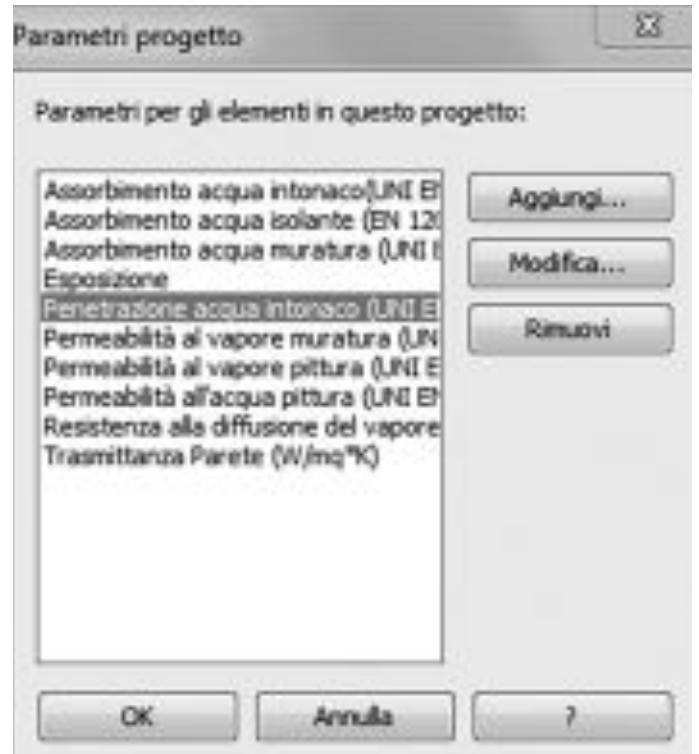 Parametri progetto
Parametri per gli elementi in questo progetto:
Assorbimento acqua intonaco(UNI EN
Assorbimento acqua isolante (EN 120
Assorbimento acqua muratura (UNI E
Esposizione
Penetrazione acqua intonaco (UNI E
Permeabilità al vapore muratura (UN
Permeabilità al vapore pittura (UNI E
Permeabilità all'acqua pittura (UNI EN
Resistenza alla diffusione del vapore
Trasmittanza Parete (W/mq*K)
Aggiungi...
Modifica...
Rimuovi
OK
Annulla
?